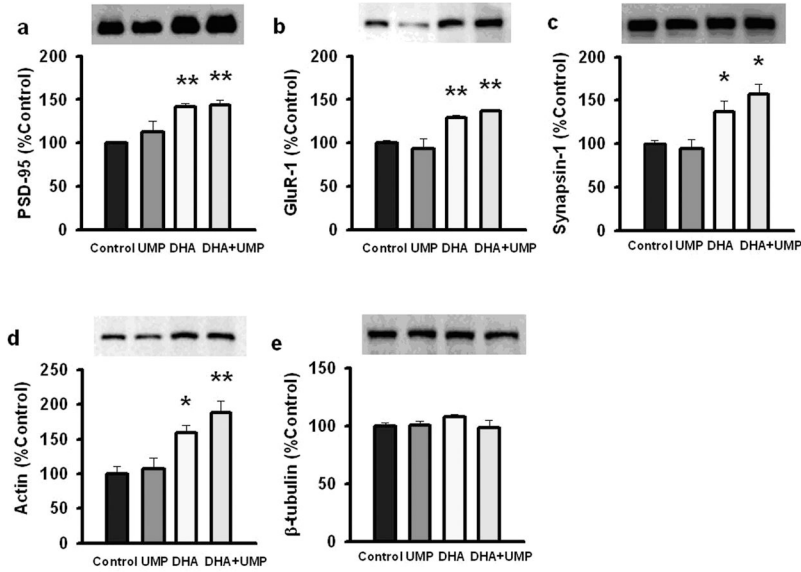 a
PSD-95 (%Control)
200
150
100
50
0
** **
Control UMP DHA DHA+UMP
b
GluR-1 (%Control)
200
150
100
50
0
** **
Control UMP DHA DHA+UMP
c
Synapsin-1 (%Control)
200
150
100
50
0
* *
Control UMP DHA DHA+UMP
d
Actin (%Control)
250
200
150
100
50
0
* **
Control UMP DHA DHA+UMP
e
β-tubulin (%Control)
150
100
50
0
Control UMP DHA DHA+UMP